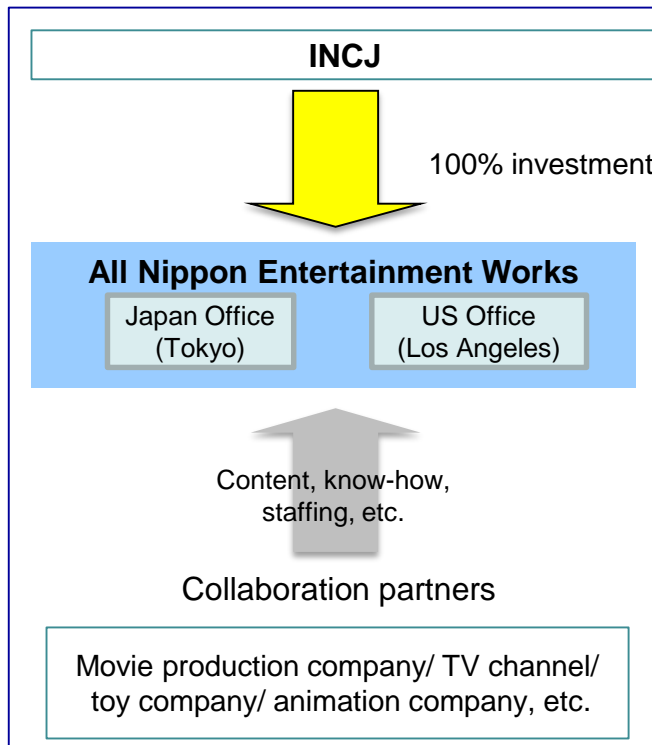 INCJ
100% investment
All Nippon Entertainment Works
Japan Office
(Tokyo)
US Office
(Los Angeles)
Content, know-how,
staffing, etc.
Collaboration partners
Movie production company/ TV channel/
toy company/ animation company, etc.